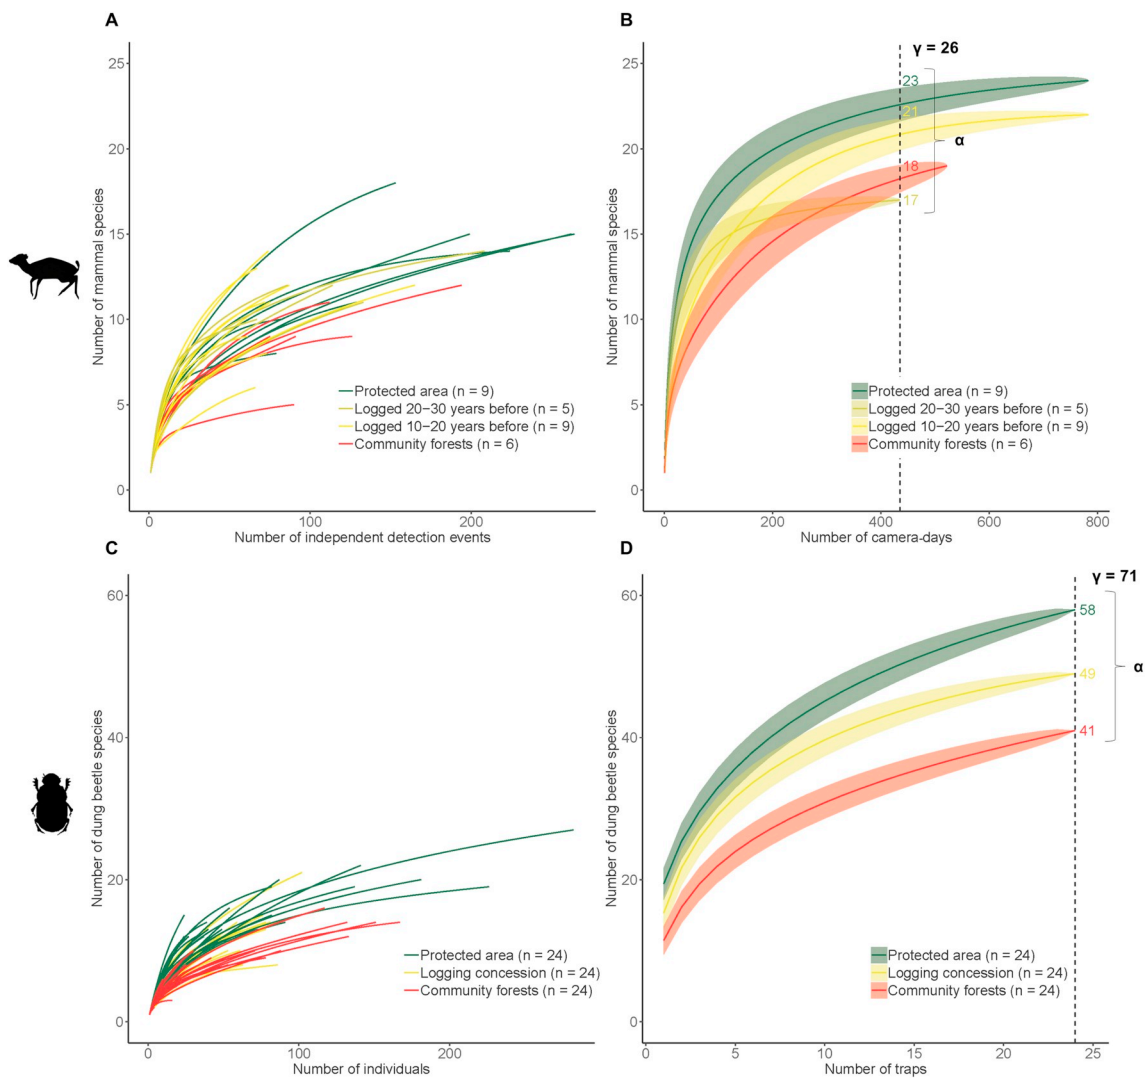 A
B
γ = 26
25
20
15
10
5
0
Number of mammal species
0
100
200
Number of independent detection events
Protected area (n = 9)
Logged 20−30 years before (n = 5)
Logged 10−20 years before (n = 9)
Community forests (n = 6)
25
20
15
10
5
0
Number of mammal species
23
21
18
17
α
Protected area (n = 9)
Logged 20−30 years before (n = 5)
Logged 10−20 years before (n = 9)
Community forests (n = 6)
0
200
400
600
800
Number of camera-days
C
D
γ = 71
60
40
20
0
Number of dung beetle species
Protected area (n = 24)
Logging concession (n = 24)
Community forests (n = 24)
0
100
200
Number of individuals
60
40
20
0
Number of dung beetle species
58
49
41
α
Protected area (n = 24)
Logging concession (n = 24)
Community forests (n = 24)
0
5
10
15
20
25
Number of traps